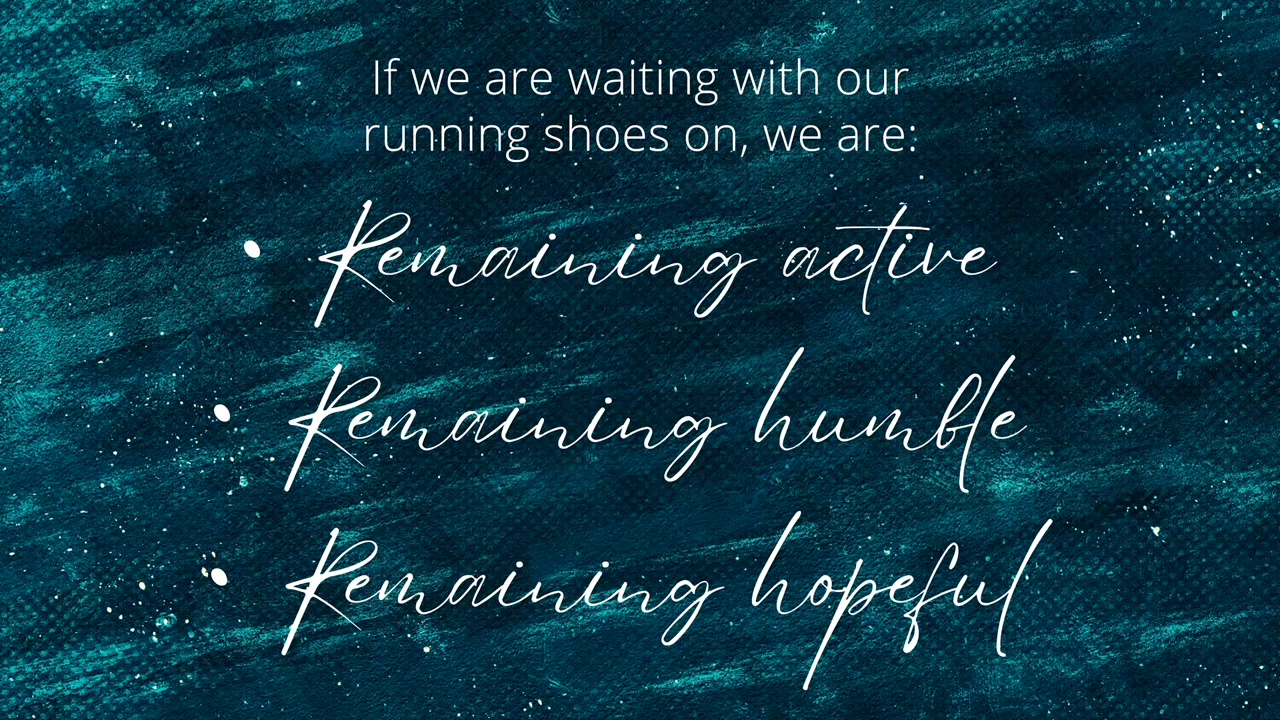 If we are waiting with our
running shoes on, we are:
• Remaining active
• Remaining humble
• Remaining hopeful